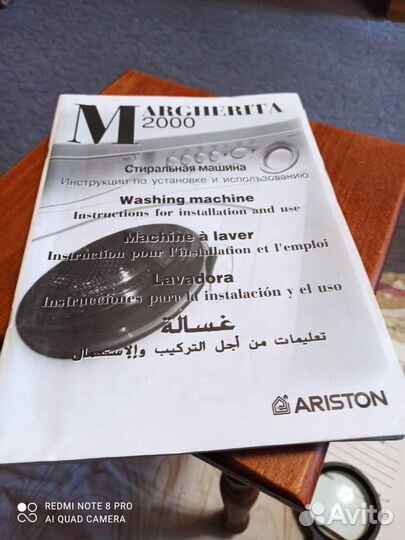 MARGHERITA
2000
Стиральная машина
Инструкции по установке и использованию
Washing machine
Instructions for installation and use
Machine à laver
Instruction pour l'installation et l'emploi
Lavadora
Instrucciones para la instalación y el uso
غسالة
تعليمات من أجل التركيب والإستعمال
ARISTON
REDMI NOTE 8 PRO
AI QUAD CAMERA
Avito